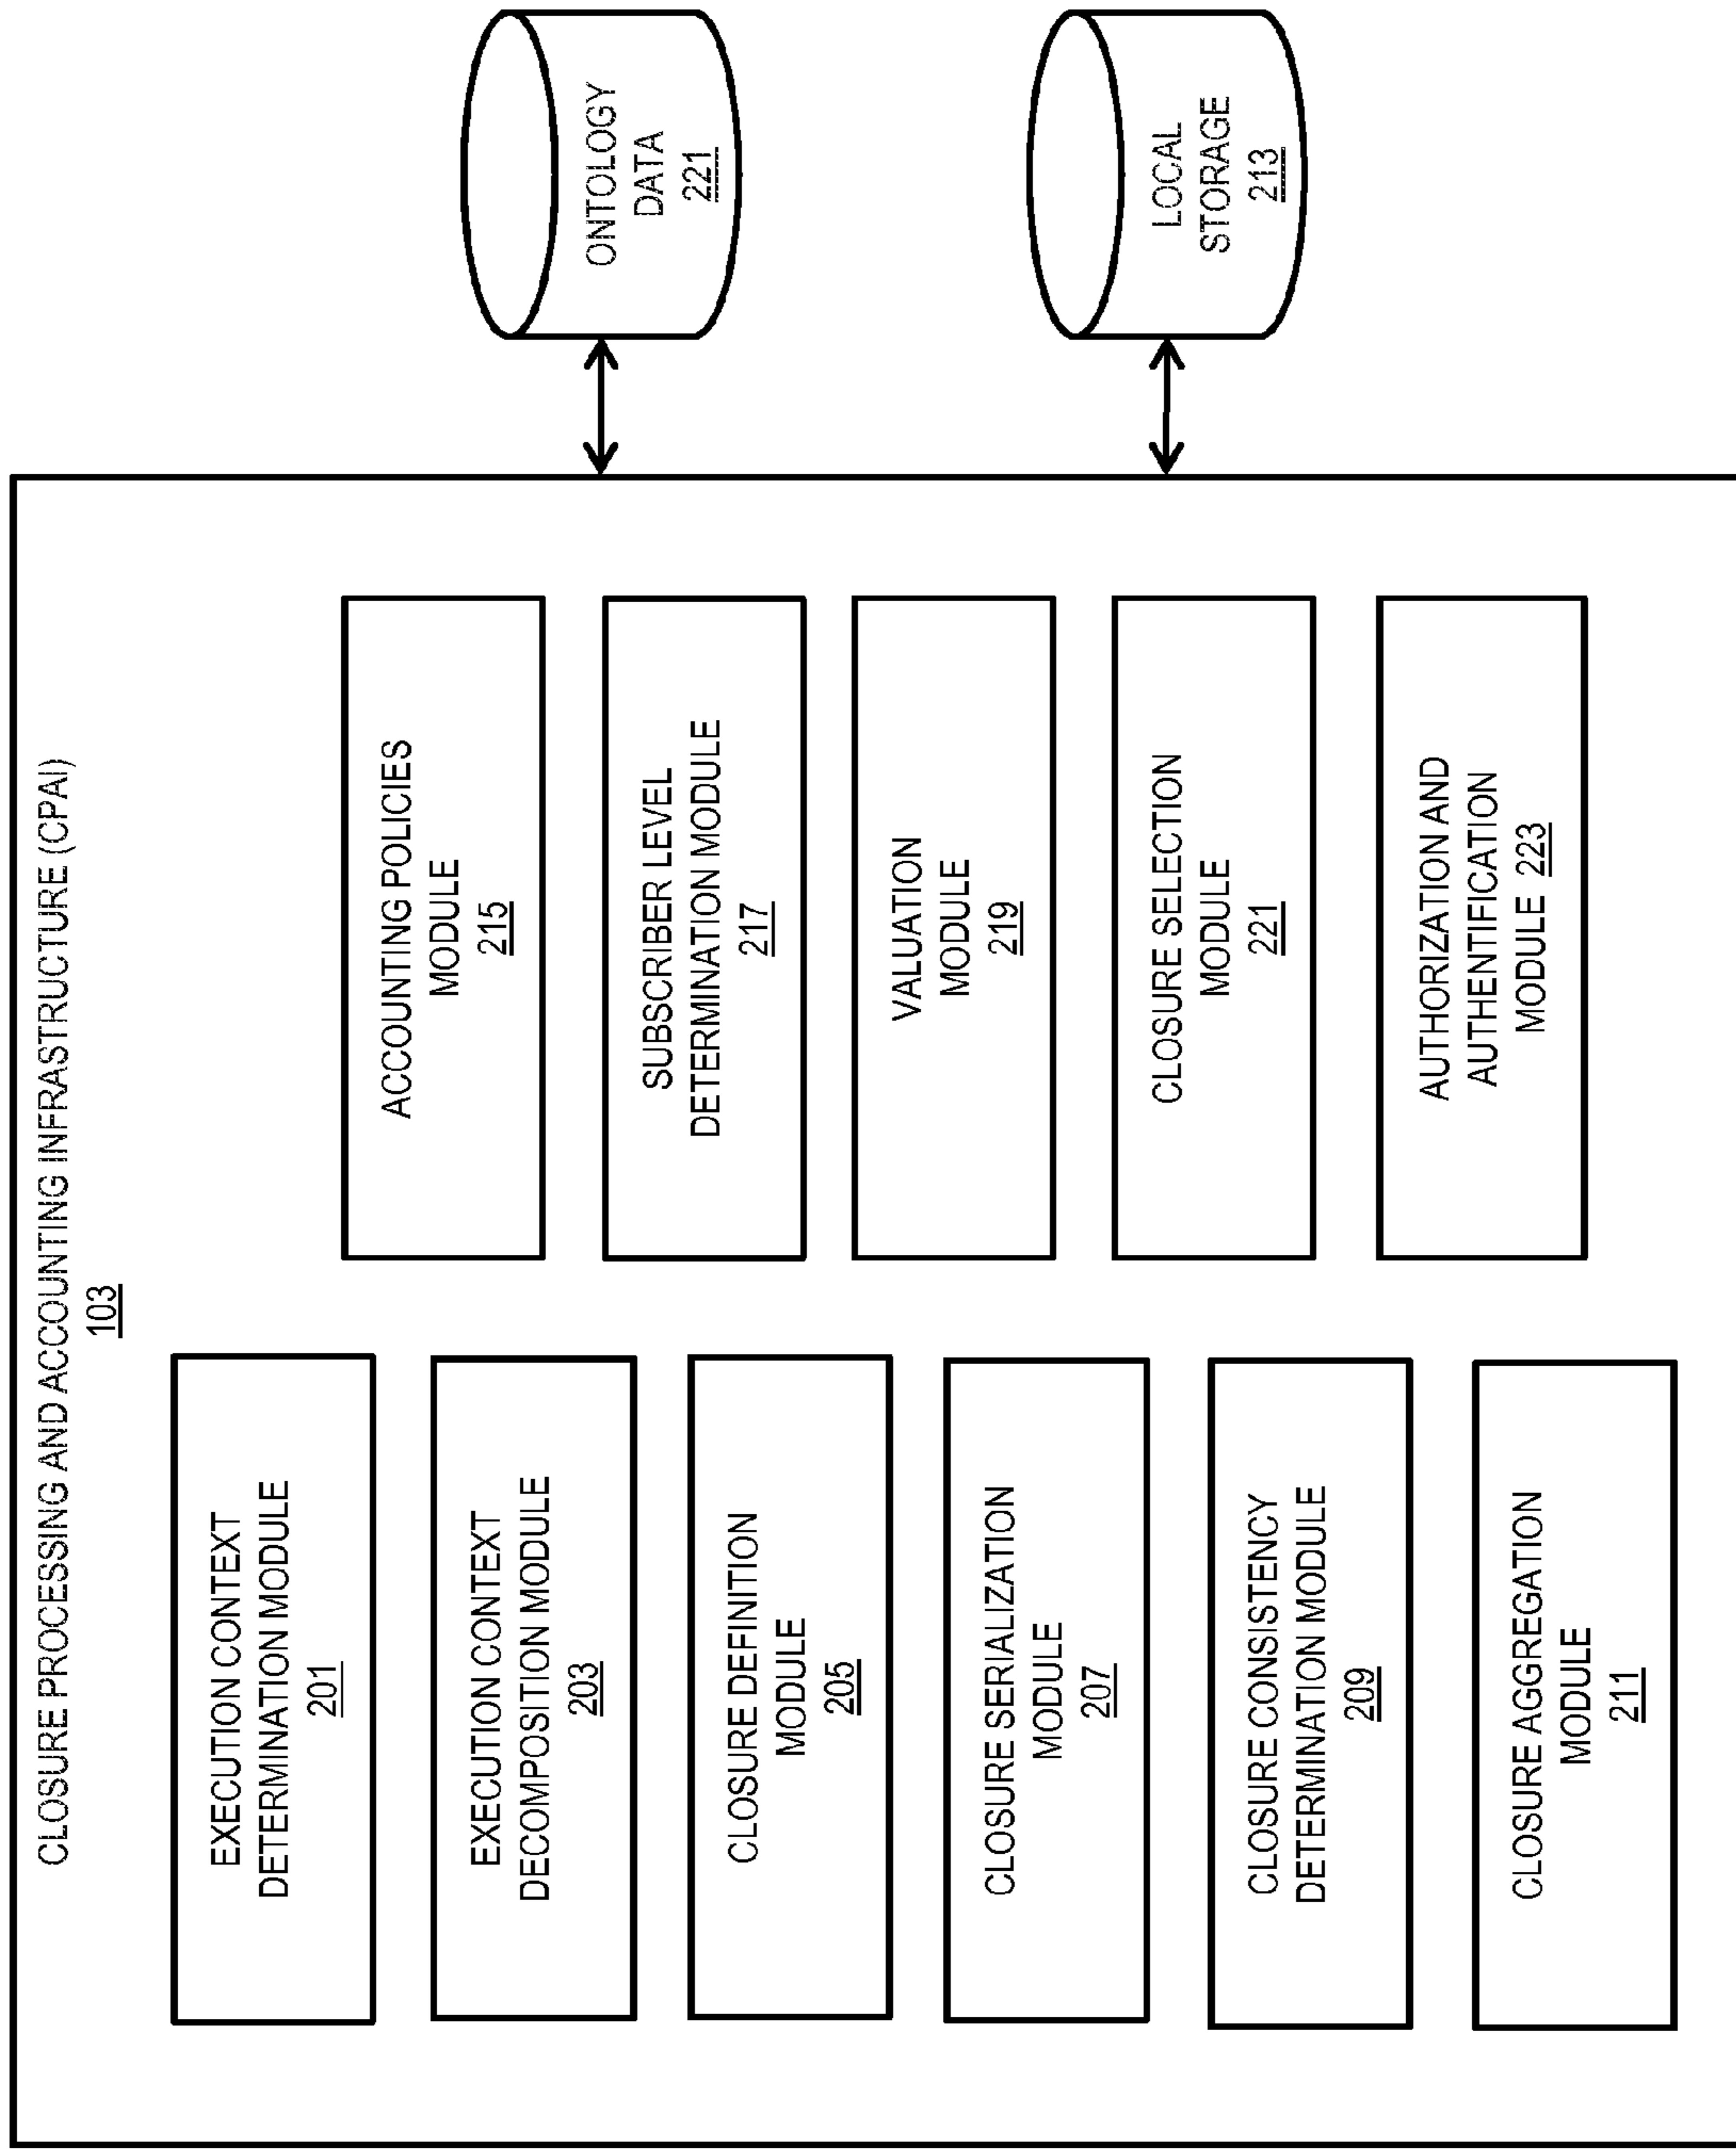 CLOSURE PROCESSING AND ACCOUNTING INFRASTRUCTURE (CPAI)
103
EXECUTION CONTEXT
DETERMINATION MODULE
201
EXECUTION CONTEXT
DECOMPOSITION MODULE
203
CLOSURE DEFINITION
MODULE
205
CLOSURE SERIALIZATION
MODULE
207
CLOSURE CONSISTENCY
DETERMINATION MODULE
209
CLOSURE AGGREGATION
MODULE
211
ACCOUNTING POLICIES
MODULE
215
SUBSCRIBER LEVEL
DETERMINATION MODULE
217
VALUATION
MODULE
219
CLOSURE SELECTION
MODULE
221
AUTHORIZATION AND
AUTHENTIFICATION
MODULE 223
ONTOLOGY
DATA
221
LOCAL
STORAGE
213